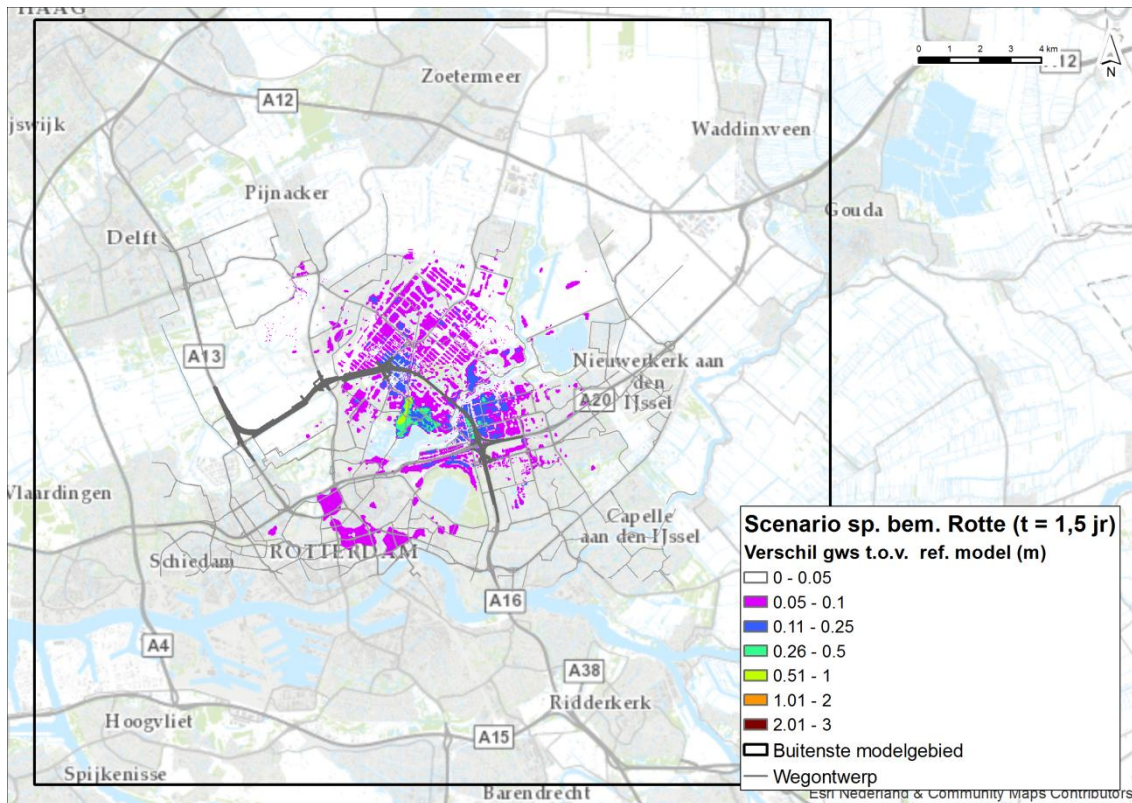 HAAG
Zoetermeer
0 1 2 3 4 km
A12
N
A12
ijswijk
Waddinxveen
Pijnacker
Gouda
Delft
A13
Nieuwerkerk aan
den
IJssel
A20
Vlaardingen
Capelle
aan den IJssel
Schiedam
ROTTERDAM
A16
A4
A38
Ridderkerk
Hoogvliet
A15
Spijkenisse
Barendrecht
Scenario sp. bem. Rotte (t = 1,5 jr)
Verschil gws t.o.v. ref. model (m)
0 - 0.05
0.05 - 0.1
0.11 - 0.25
0.26 - 0.5
0.51 - 1
1.01 - 2
2.01 - 3
Buitenste modelgebied
Wegontwerp
Esri Nederland & Community Maps Contributors